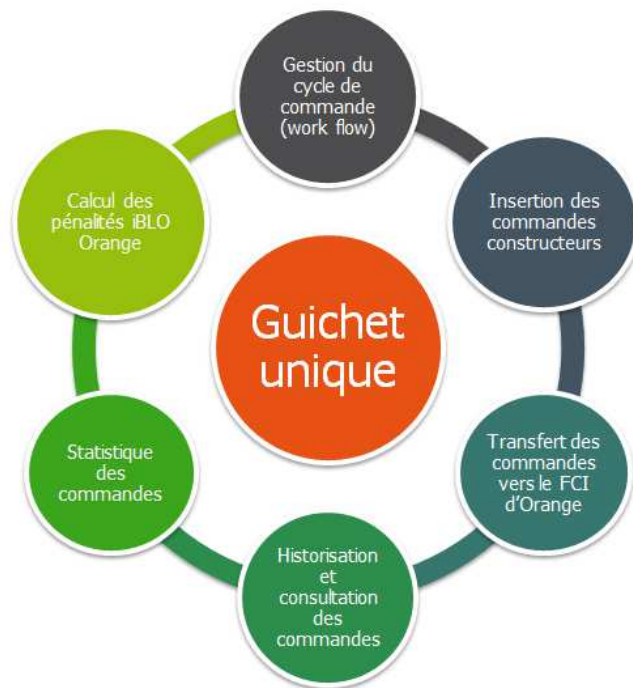 Gestion du
cycle de
commande
(work flow)
Insertion des
commandes
constructeurs
Transfert des
commandes
vers le FCI
d'Orange
Historisation
et
consultation
des
commandes
Statistique
des
commandes
Calcul des
pénalités iBLO
Orange
Guichet
unique